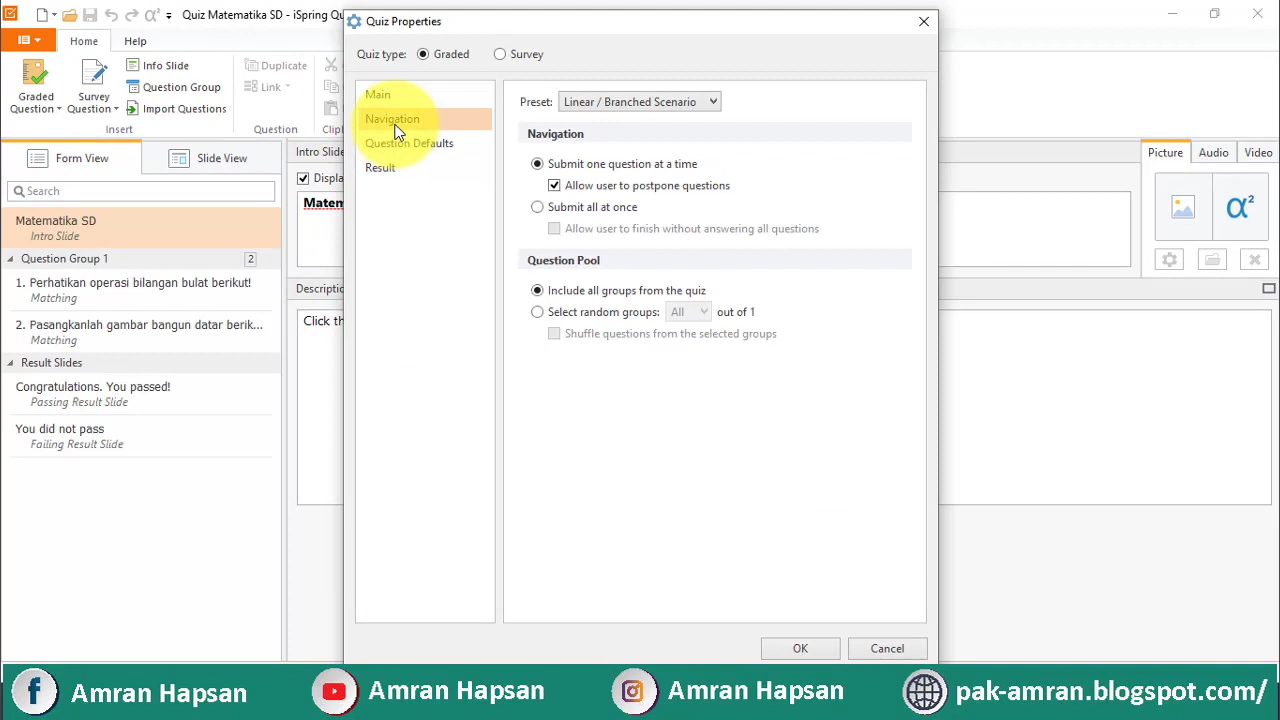 Quiz Matematika SD - iSpring Qu
Quiz Properties
Home
Help
Quiz type:
Graded
Survey
Graded
Question
Survey
Question
Info Slide
Question Group
Import Questions
Insert
Duplicate
Link
Question
Clip
Form View
Slide View
Search
Matematika SD
Intro Slide
Question Group 1
2
1. Perhatikan operasi bilangan bulat berikut!
Matching
2. Pasangkanlah gambar bangun datar berik...
Matching
Result Slides
Congratulations. You passed!
Passing Result Slide
You did not pass
Failing Result Slide
Intro Slide
Displa
Matem
Descriptio
Click th
Main
Navigation
Question Defaults
Result
Preset:
Linear / Branched Scenario
Navigation
Submit one question at a time
Allow user to postpone questions
Submit all at once
Allow user to finish without answering all questions
Question Pool
Include all groups from the quiz
Select random groups:
All
out of 1
Shuffle questions from the selected groups
OK
Cancel
Picture
Audio
Video
Amran Hapsan
Amran Hapsan
Amran Hapsan
pak-amran.blogspot.com/